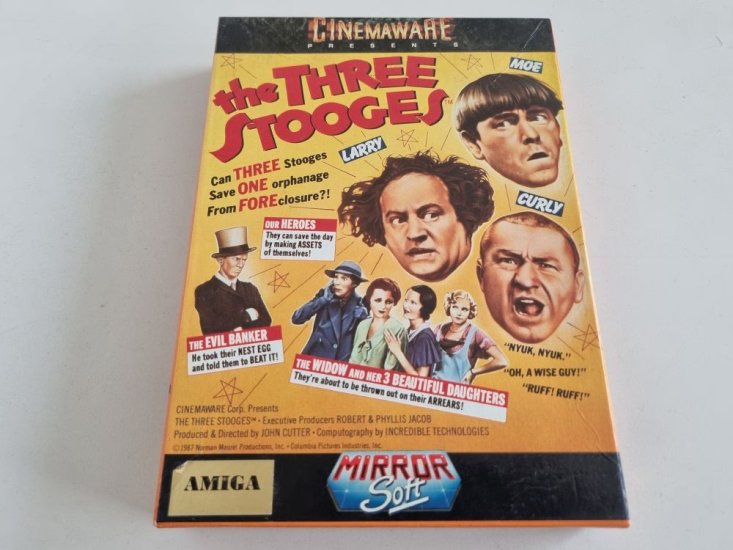 CINEMAWARE
PRESENTS
the THREE
STOOGES™
MOE
LARRY
CURLY
Can THREE Stooges
Save ONE orphanage
From FOREclosure?!
OUR HEROES
They can save the day
by making ASSETS
of themselves!
THE EVIL BANKER
He took their NEST EGG
and told them to BEAT IT!
THE WIDOW AND HER 3 BEAUTIFUL DAUGHTERS
They're about to be thrown out on their ARREARS!
"NYUK, NYUK,"
"OH, A WISE GUY!"
"RUFF! RUFF!"
CINEMAWARE Corp. Presents
THE THREE STOOGES™ • Executive Producers ROBERT & PHYLLIS JACOB
Produced & Directed by JOHN CUTTER • Computography by INCREDIBLE TECHNOLOGIES
©1987 Norman Maurer Productions, Inc. • Columbia Pictures Industries, Inc.
AMIGA
MIRROR
Soft